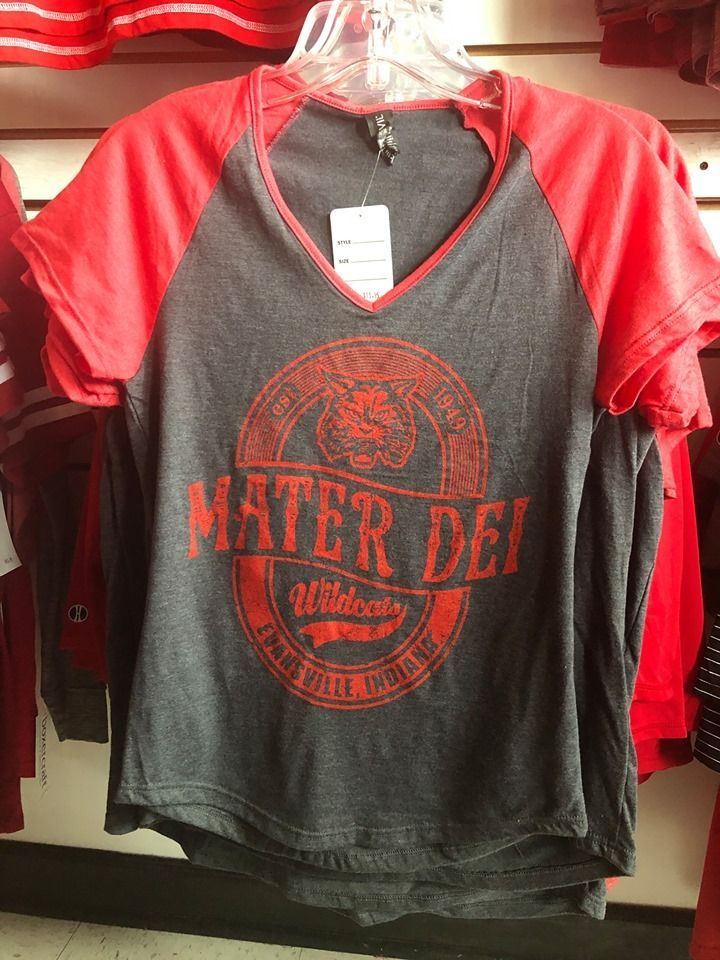 STYLE
SIZE
est 1949
MATER DEI
Wildcats
EVANSVILLE, INDIANA